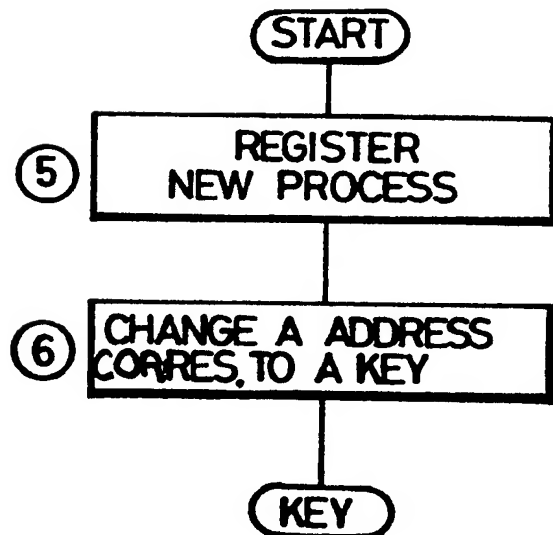 START
5
REGISTER
NEW PROCESS
6
CHANGE A ADDRESS
CORRES. TO A KEY
KEY